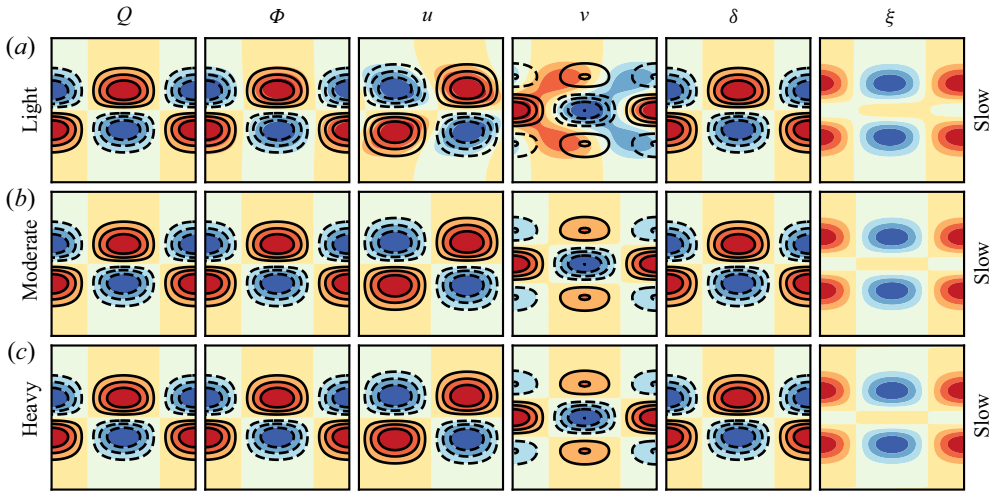 Q Φ u v δ ξ
(a) Light Slow
(b) Moderate Slow
(c) Heavy Slow